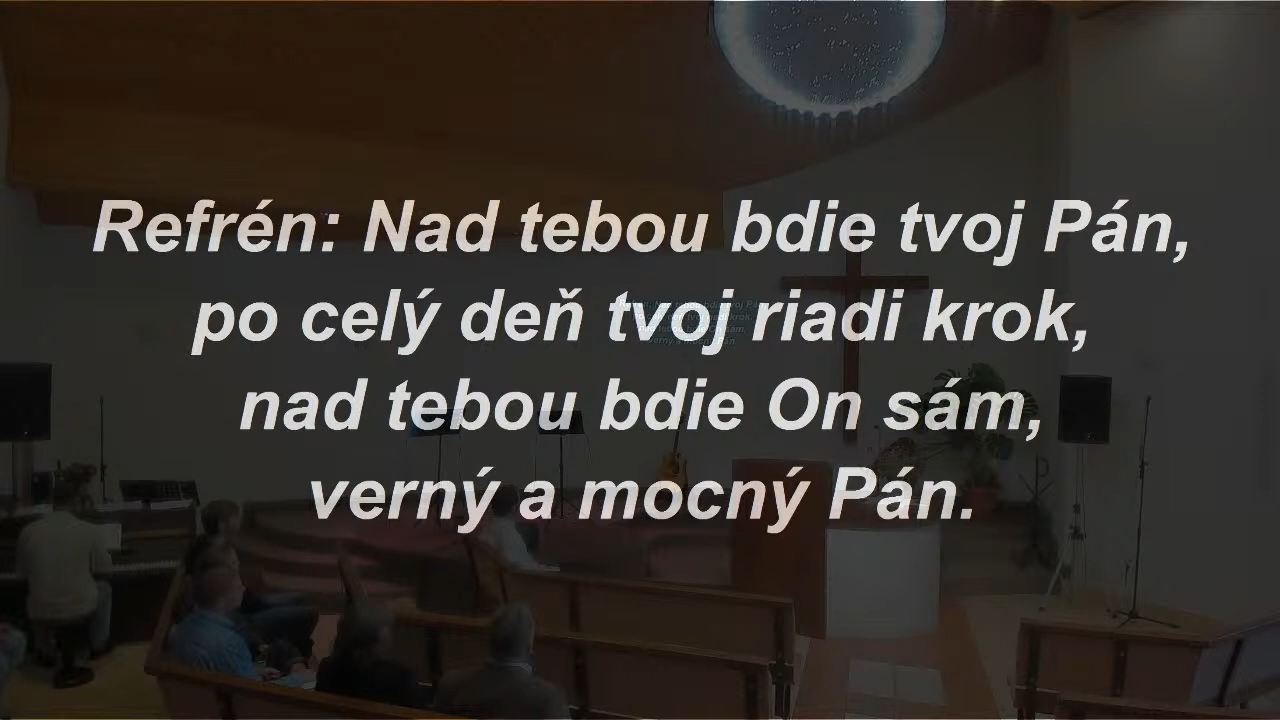 Refrén: Nad tebou bdie tvoj Pán,
po celý deň tvoj riadi krok,
nad tebou bdie On sám,
verný a mocný Pán.